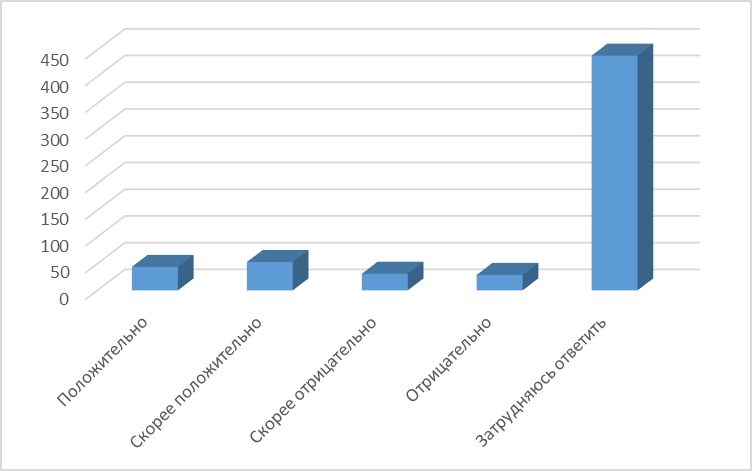 450
400
350
300
250
200
150
100
50
0
Положительно
Скорее положительно
Скорее отрицательно
Отрицательно
Затрудняюсь ответить